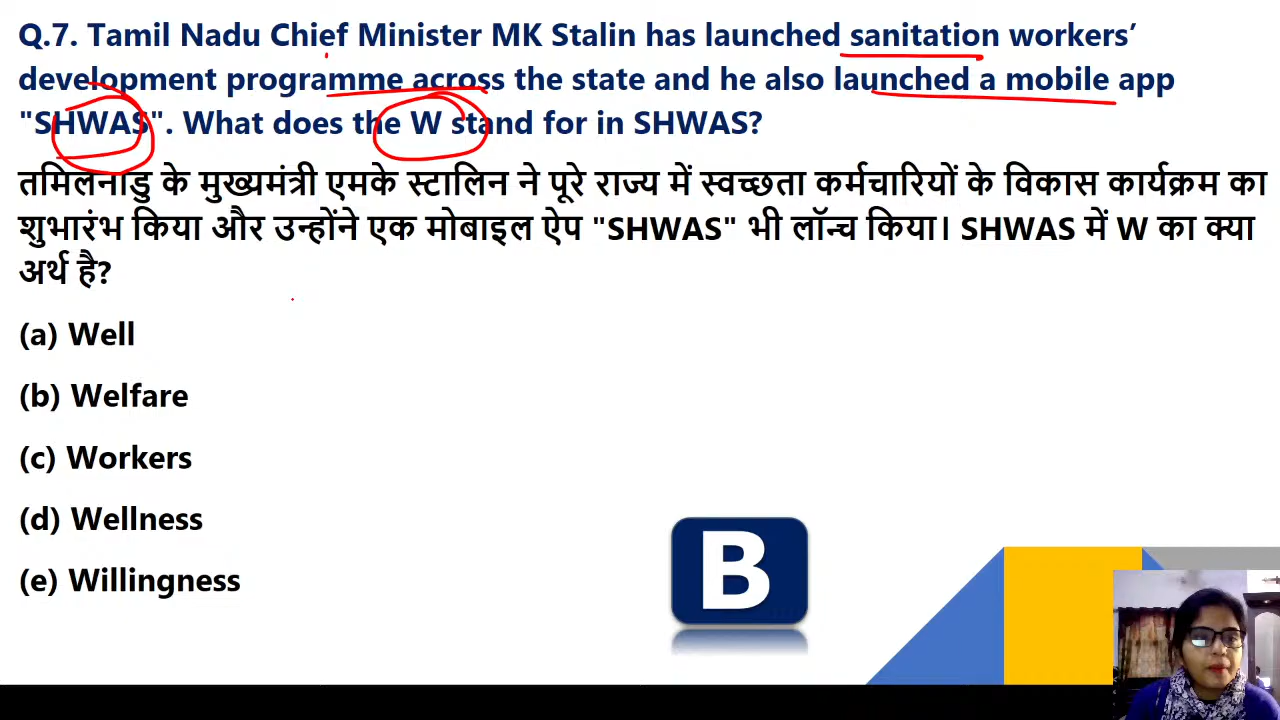 Q.7. Tamil Nadu Chief Minister MK Stalin has launched sanitation workers’
development programme across the state and he also launched a mobile app
"SHWAS". What does the W stand for in SHWAS?
तमिलनाडु के मुख्यमंत्री एमके स्टालिन ने पूरे राज्य में स्वच्छता कर्मचारियों के विकास कार्यक्रम का
शुभारंभ किया और उन्होंने एक मोबाइल ऐप "SHWAS" भी लॉन्च किया। SHWAS में W का क्या
अर्थ है?
(a) Well
(b) Welfare
(c) Workers
(d) Wellness
(e) Willingness
B